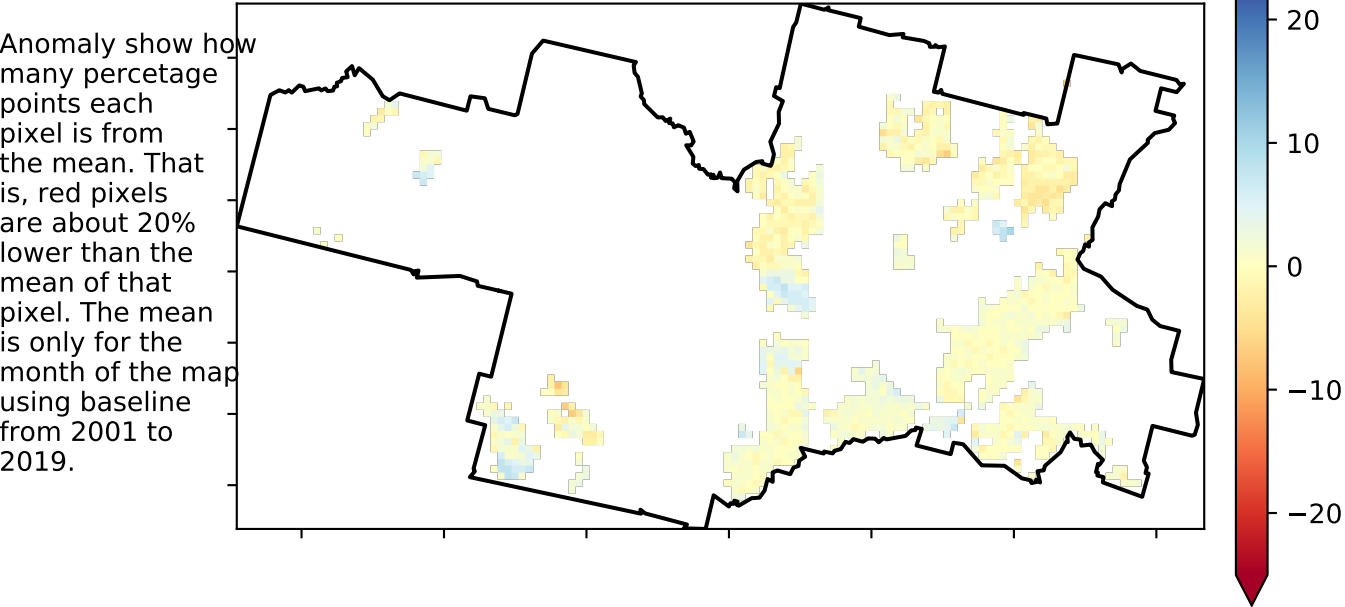 Anomaly show how
many percetage
points each
pixel is from
the mean. That
is, red pixels
are about 20%
lower than the
mean of that
pixel. The mean
is only for the
month of the map
using baseline
from 2001 to
2019.
20
10
0
−10
−20